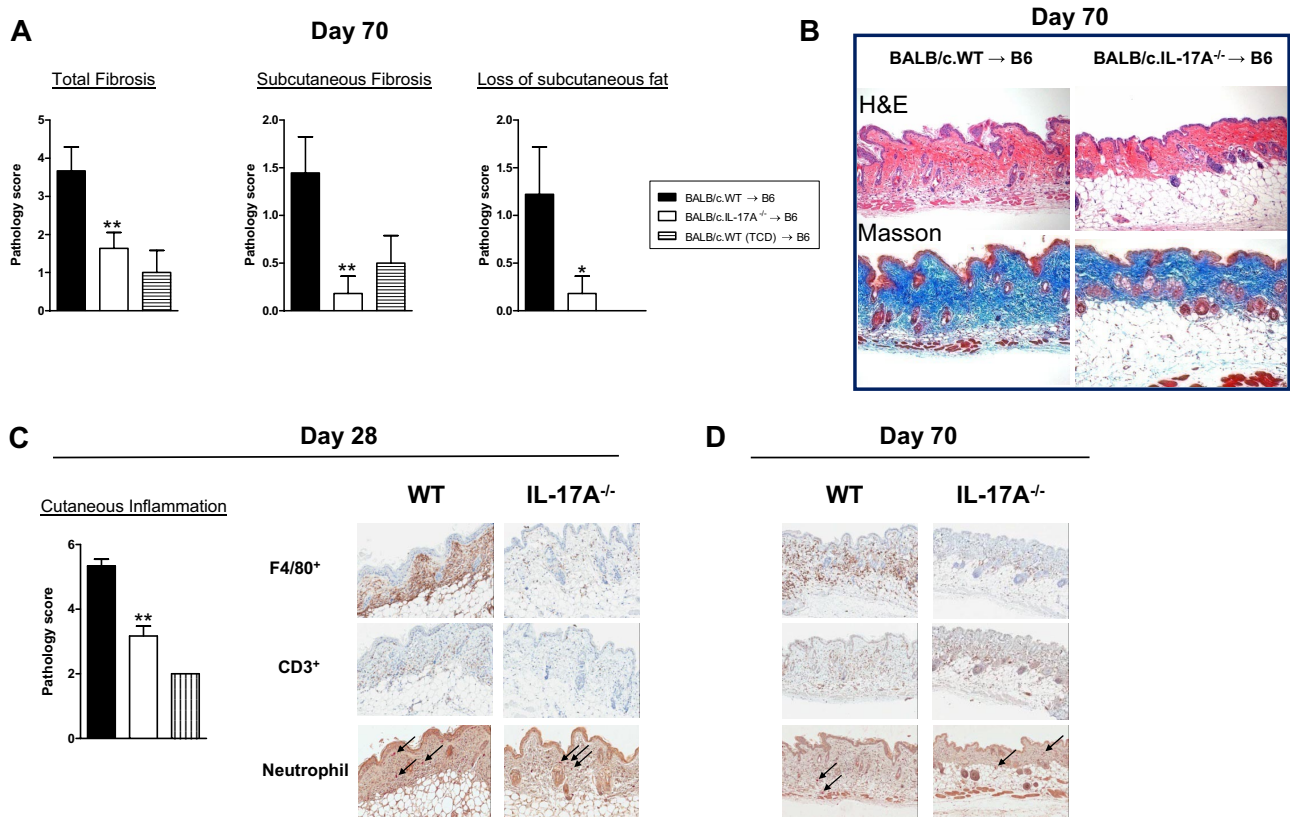 A
Day 70
Total Fibrosis
Subcutaneous Fibrosis
Loss of subcutaneous fat
Pathology score
5
4
3
2
1
0
**
Pathology score
2.0
1.5
1.0
0.5
0.0
**
Pathology score
2.0
1.5
1.0
0.5
0.0
*
BALB/c.WT → B6
BALB/c.IL-17A-/- → B6
BALB/c.WT (TCD) → B6
B
Day 70
BALB/c.WT → B6
BALB/c.IL-17A-/- → B6
H&E
Masson
C
Day 28
Cutaneous Inflammation
Pathology score
6
4
2
0
**
WT
IL-17A-/-
F4/80+
CD3+
Neutrophil
D
Day 70
WT
IL-17A-/-